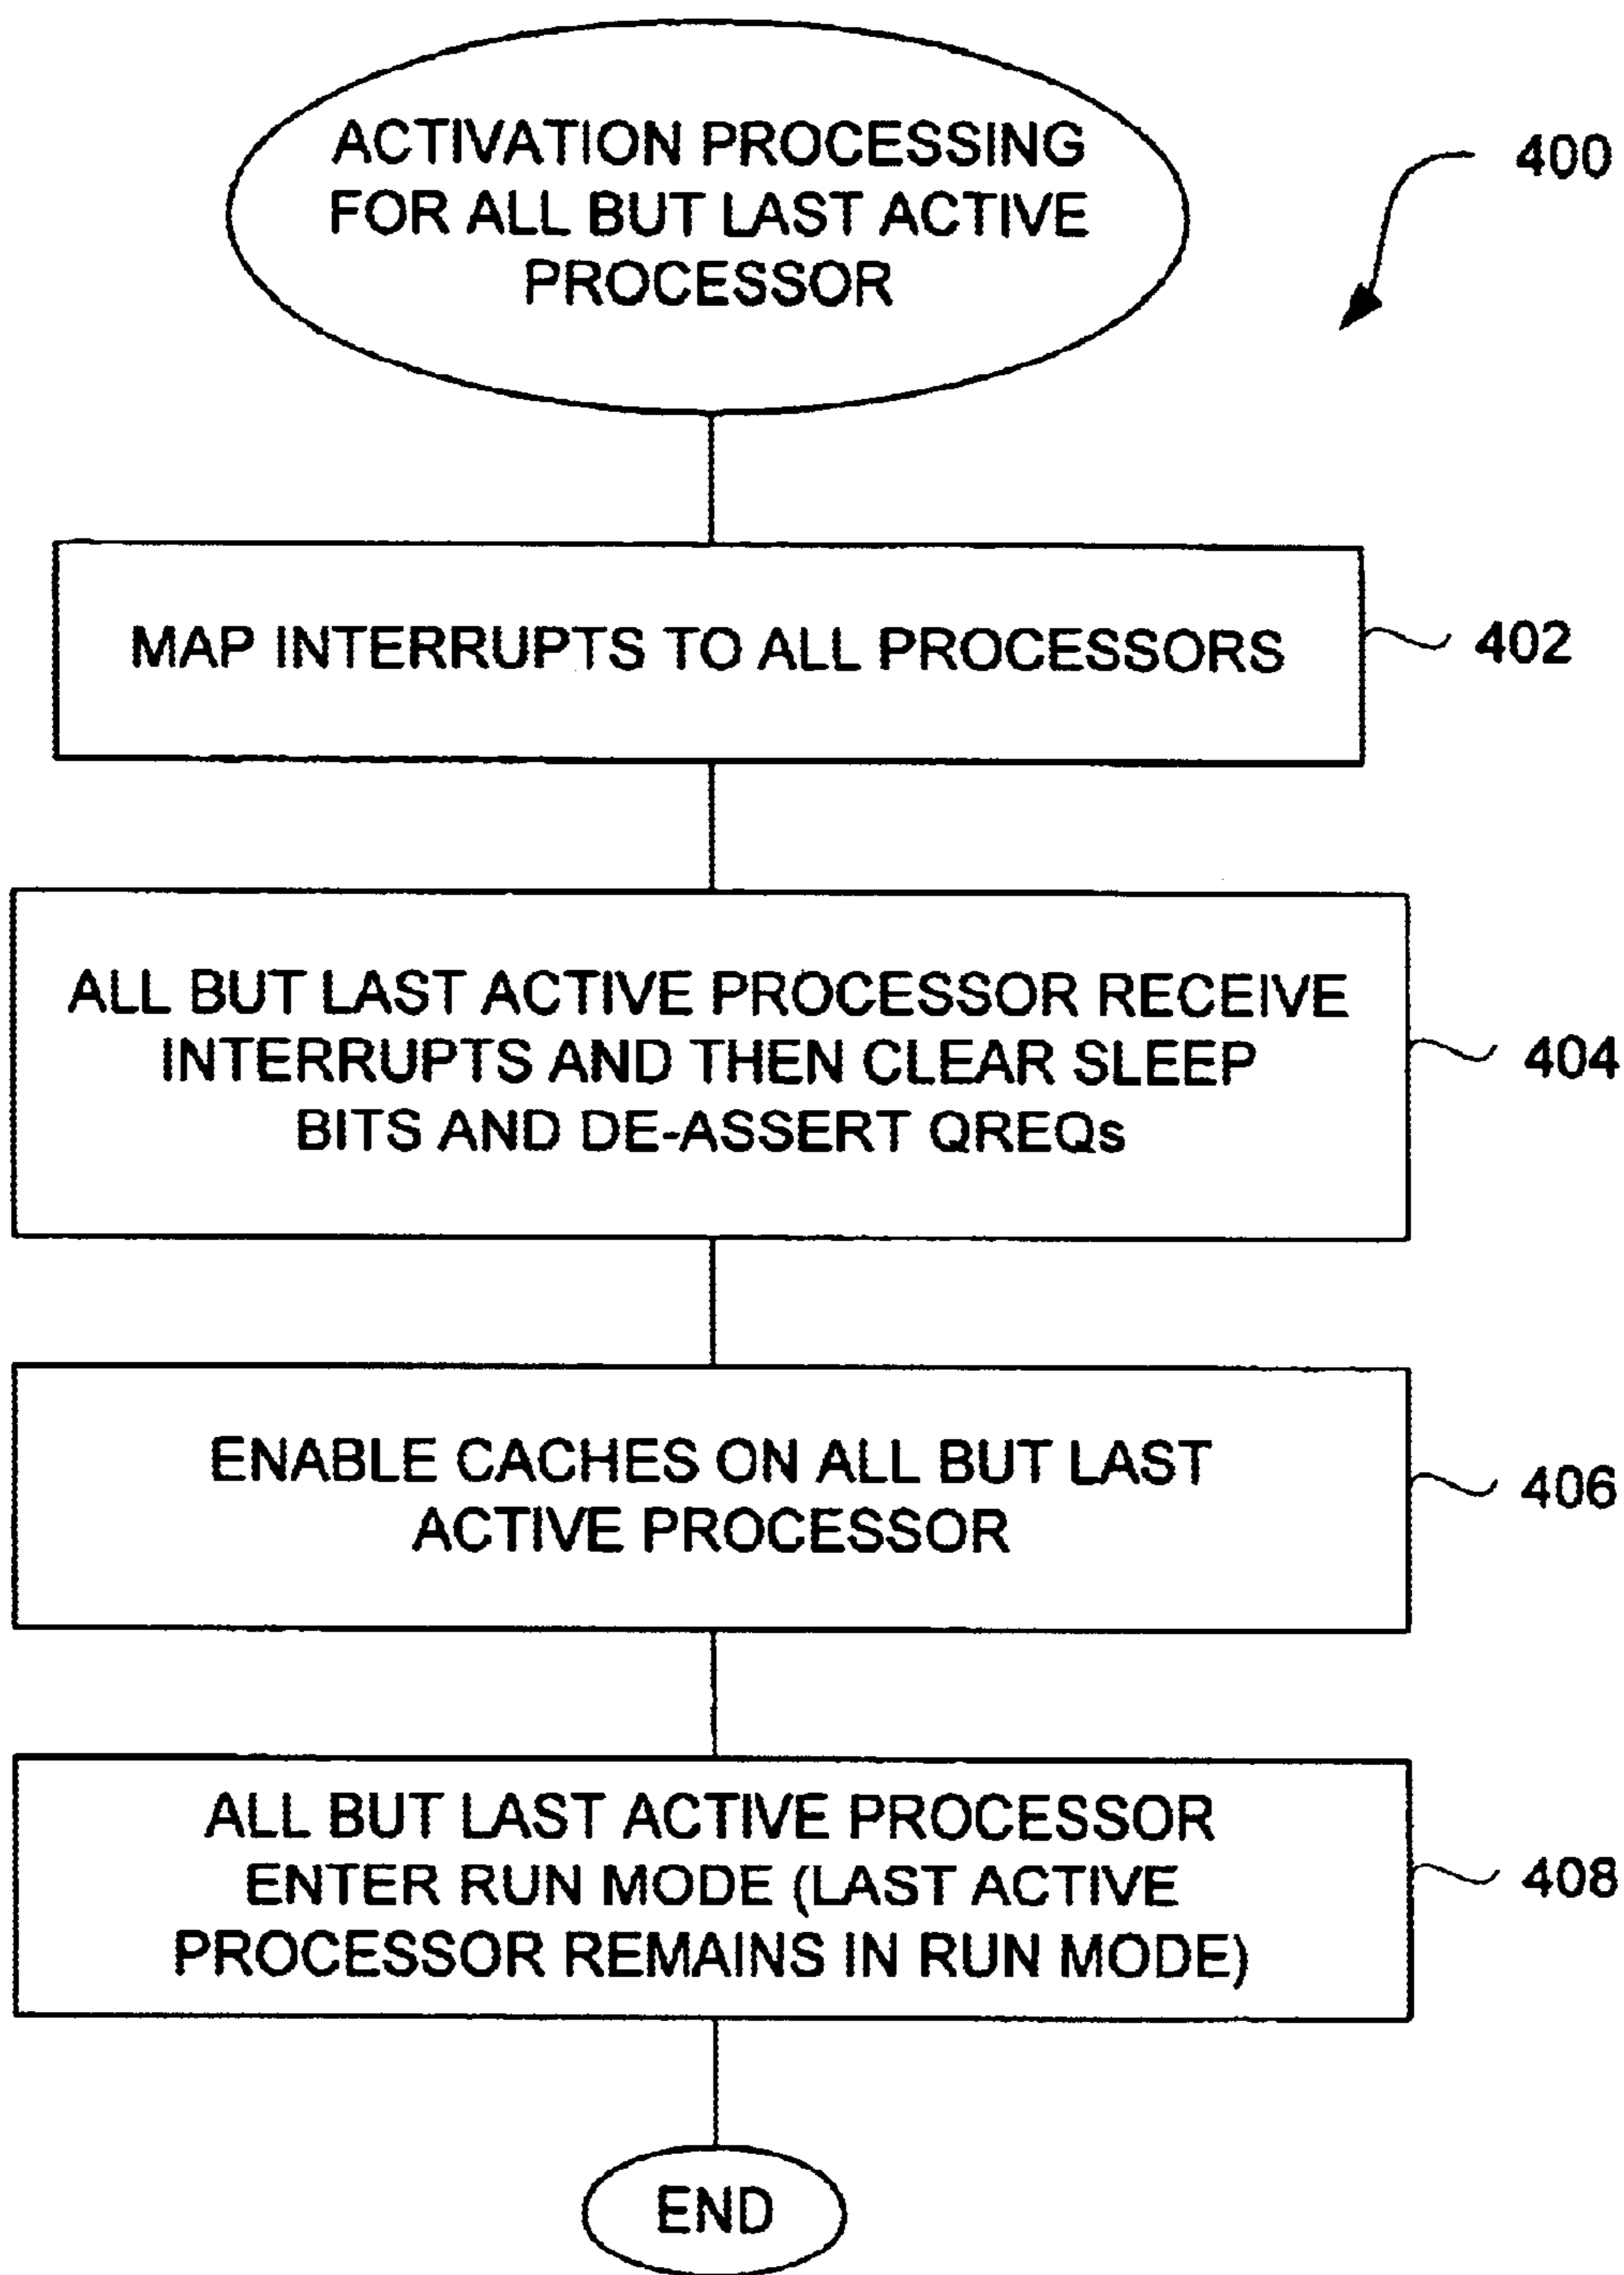 ACTIVATION PROCESSING
FOR ALL BUT LAST ACTIVE
PROCESSOR
400
MAP INTERRUPTS TO ALL PROCESSORS
402
ALL BUT LAST ACTIVE PROCESSOR RECEIVE
INTERRUPTS AND THEN CLEAR SLEEP
BITS AND DE-ASSERT QREQs
404
ENABLE CACHES ON ALL BUT LAST
ACTIVE PROCESSOR
406
ALL BUT LAST ACTIVE PROCESSOR
ENTER RUN MODE (LAST ACTIVE
PROCESSOR REMAINS IN RUN MODE)
408
END